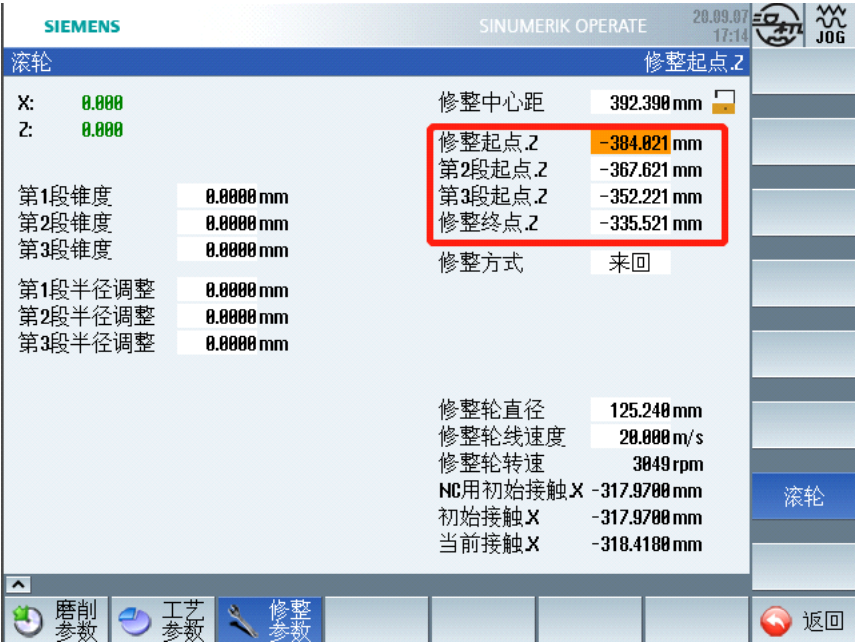 SIEMENS
SINUMERIK OPERATE
20.09.07
17:14
JOG
滚轮
修整起点.Z
X: 0.000
Z: 0.000
第1段锥度 0.0000 mm
第2段锥度 0.0000 mm
第3段锥度 0.0000 mm
第1段半径调整 0.0000 mm
第2段半径调整 0.0000 mm
第3段半径调整 0.0000 mm
修整中心距 392.390 mm
修整起点.Z -384.021 mm
第2段起点.Z -367.621 mm
第3段起点.Z -352.221 mm
修整终点.Z -335.521 mm
修整方式 来回
修整轮直径 125.240 mm
修整轮线速度 20.000 m/s
修整轮转速 3049 rpm
NC用初始接触.X -317.9700 mm
初始接触.X -317.9700 mm
当前接触.X -318.4180 mm
滚轮
磨削
参数
工艺
参数
修整
参数
返回